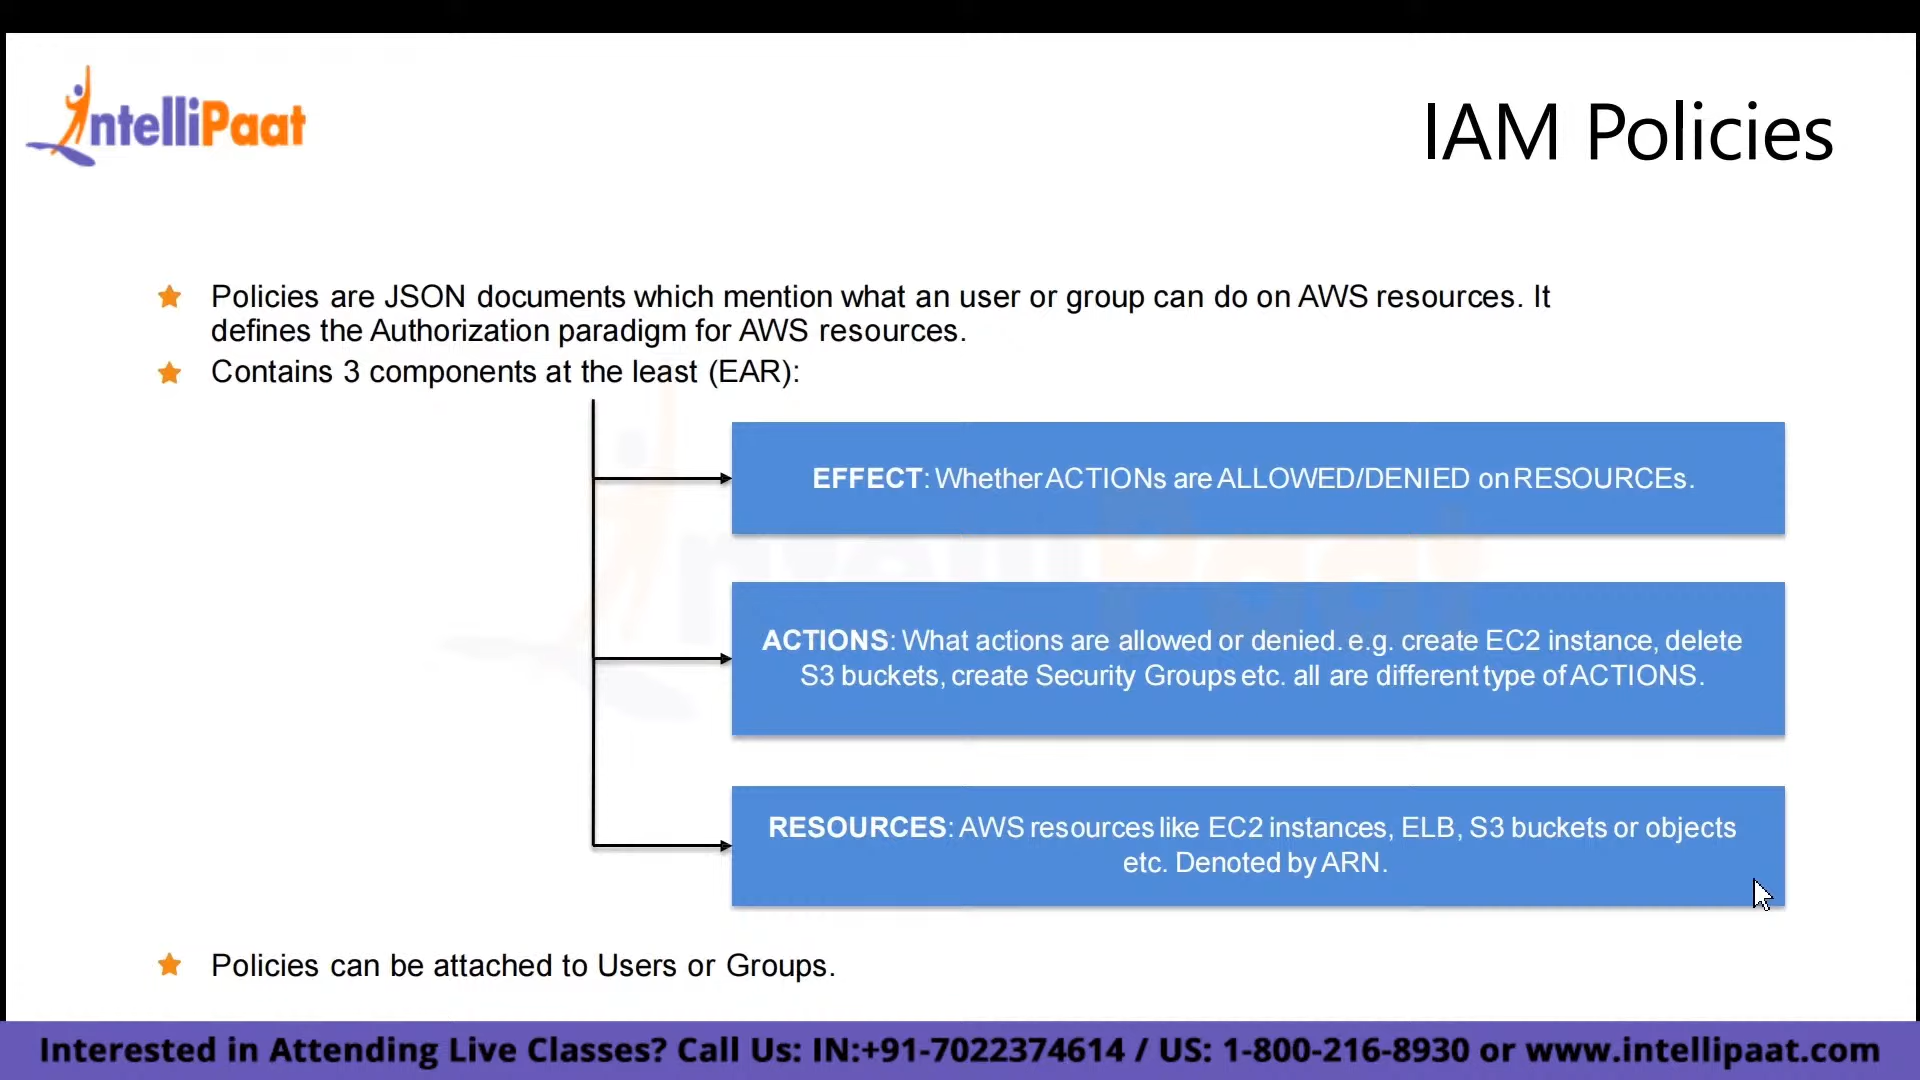 IntelliPaat
IAM Policies
Policies are JSON documents which mention what an user or group can do on AWS resources. It
defines the Authorization paradigm for AWS resources.
Contains 3 components at the least (EAR):
EFFECT: Whether ACTIONs are ALLOWED/DENIED on RESOURCEs.
ACTIONS: What actions are allowed or denied. e.g. create EC2 instance, delete
S3 buckets, create Security Groups etc. all are different type of ACTIONS.
RESOURCES: AWS resources like EC2 instances, ELB, S3 buckets or objects
etc. Denoted by ARN.
Policies can be attached to Users or Groups.
Interested in Attending Live Classes? Call Us: IN:+91-7022374614 / US: 1-800-216-8930 or www.intellipaat.com